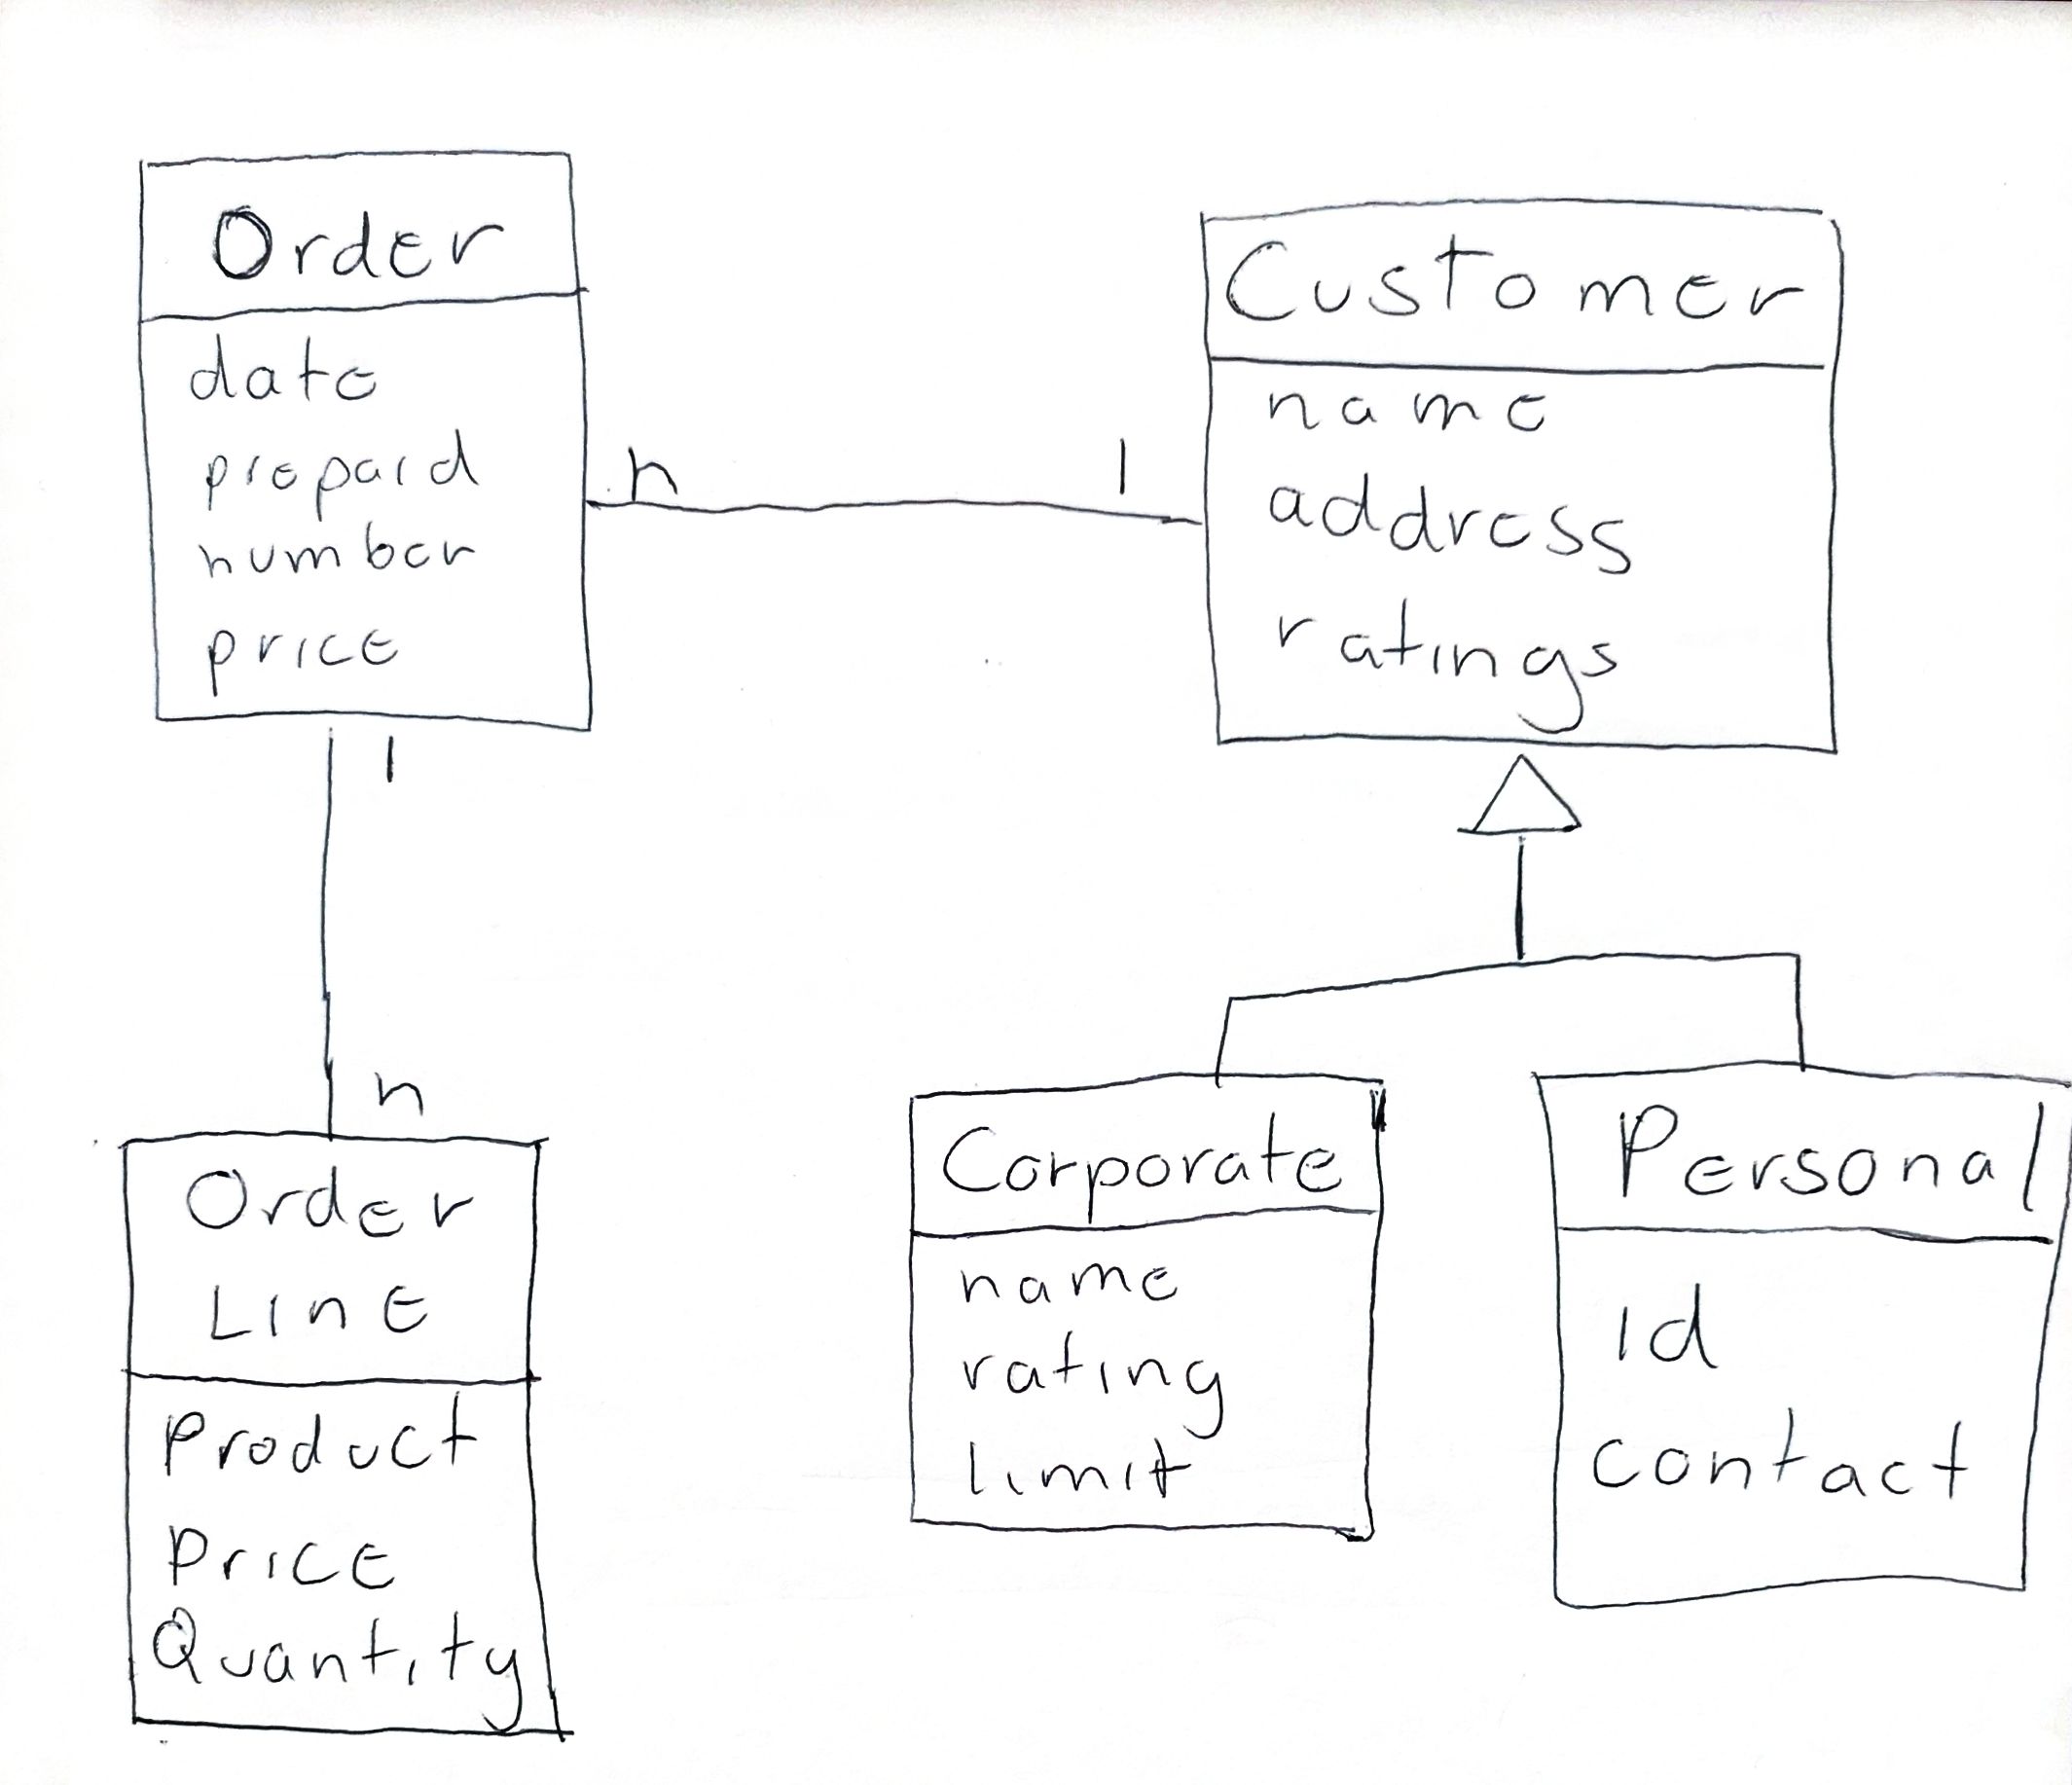 Order
date
prepaid
number
price
n
1
Customer
name
address
ratings
1
n
Order
Line
Product
Price
Quantity
Corporate
name
rating
limit
Personal
id
contact